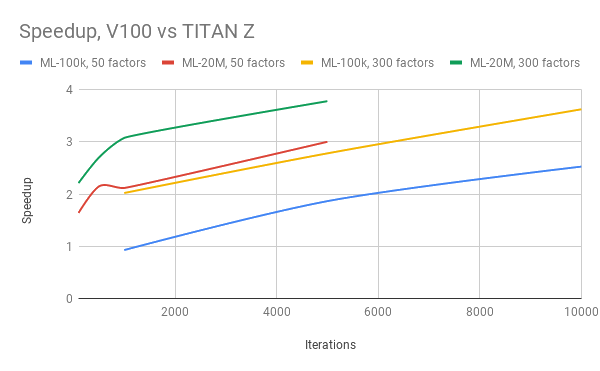 Speedup, V100 vs TITAN Z
ML-100k, 50 factors ML-20M, 50 factors ML-100k, 300 factors ML-20M, 300 factors
4
3
2
1
0
Speedup
2000 4000 6000 8000 10000
Iterations